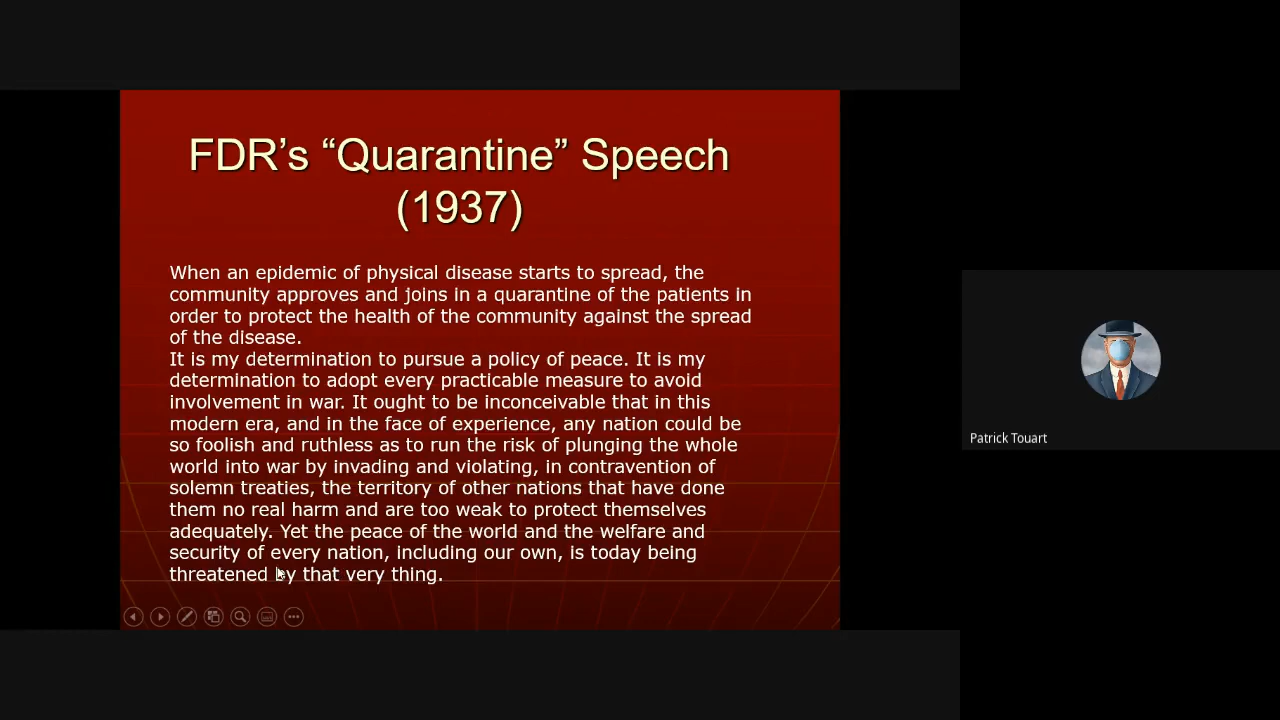 FDR’s “Quarantine” Speech
(1937)
When an epidemic of physical disease starts to spread, the
community approves and joins in a quarantine of the patients in
order to protect the health of the community against the spread
of the disease.
It is my determination to pursue a policy of peace. It is my
determination to adopt every practicable measure to avoid
involvement in war. It ought to be inconceivable that in this
modern era, and in the face of experience, any nation could be
so foolish and ruthless as to run the risk of plunging the whole
world into war by invading and violating, in contravention of
solemn treaties, the territory of other nations that have done
them no real harm and are too weak to protect themselves
adequately. Yet the peace of the world and the welfare and
security of every nation, including our own, is today being
threatened by that very thing.
Patrick Touart